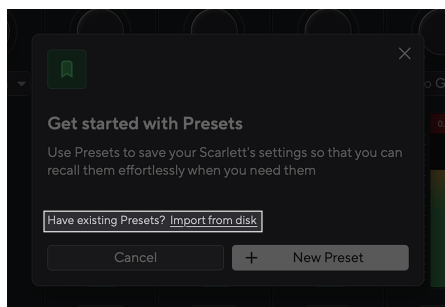 Get started with Presets
Use Presets to save your Scarlett's settings so that you can
recall them effortlessly when you need them
Have existing Presets? Import from disk
Cancel
+ New Preset